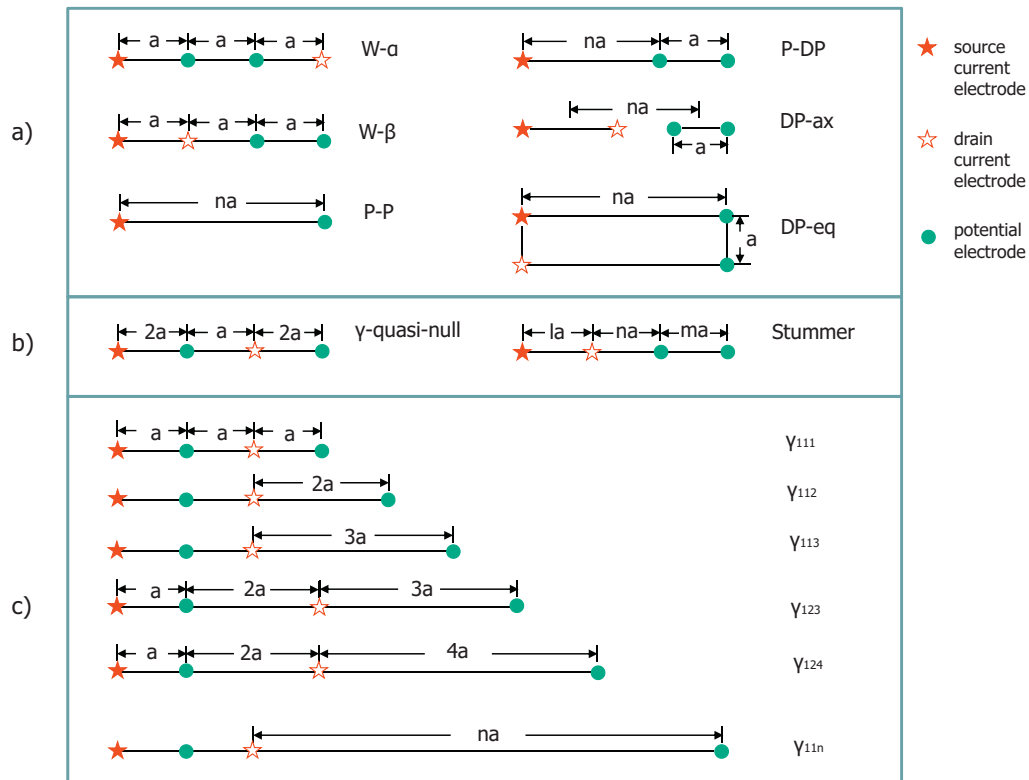 a)
a a a W-α
a a a W-β
na P-P
na a P-DP
na DP-ax
a
na DP-eq
a
b)
2a a 2a γ-quasi-null
la na ma Stummer
c)
a a a γ111
2a γ112
3a γ113
a 2a 3a γ123
a 2a 4a γ124
na γ11n
source
current
electrode
drain
current
electrode
potential
electrode